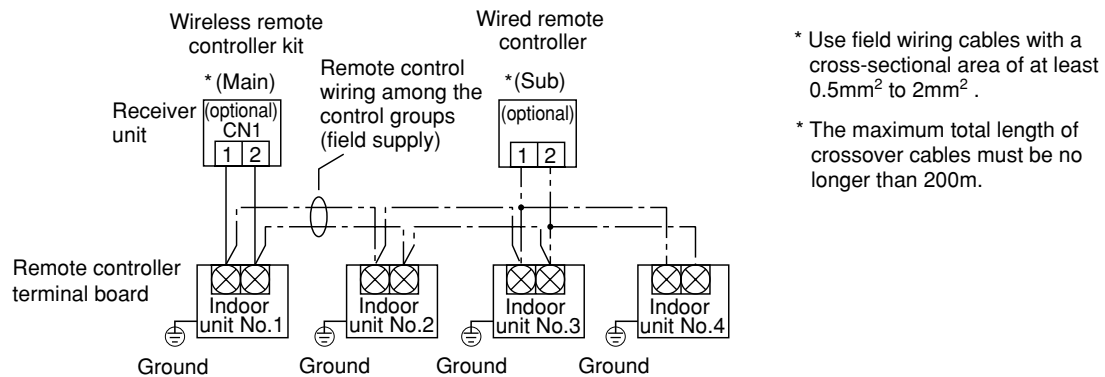 Wireless remote
controller kit
* (Main)
Receiver
unit
(optional)
CN1
1 2
Remote control
wiring among the
control groups
(field supply)
Wired remote
controller
* (Sub)
(optional)
1 2
* Use field wiring cables with a
cross-sectional area of at least
0.5mm² to 2mm² .
* The maximum total length of
crossover cables must be no
longer than 200m.
Remote controller
terminal board
Indoor
unit No.1
Indoor
unit No.2
Indoor
unit No.3
Indoor
unit No.4
Ground
Ground
Ground
Ground